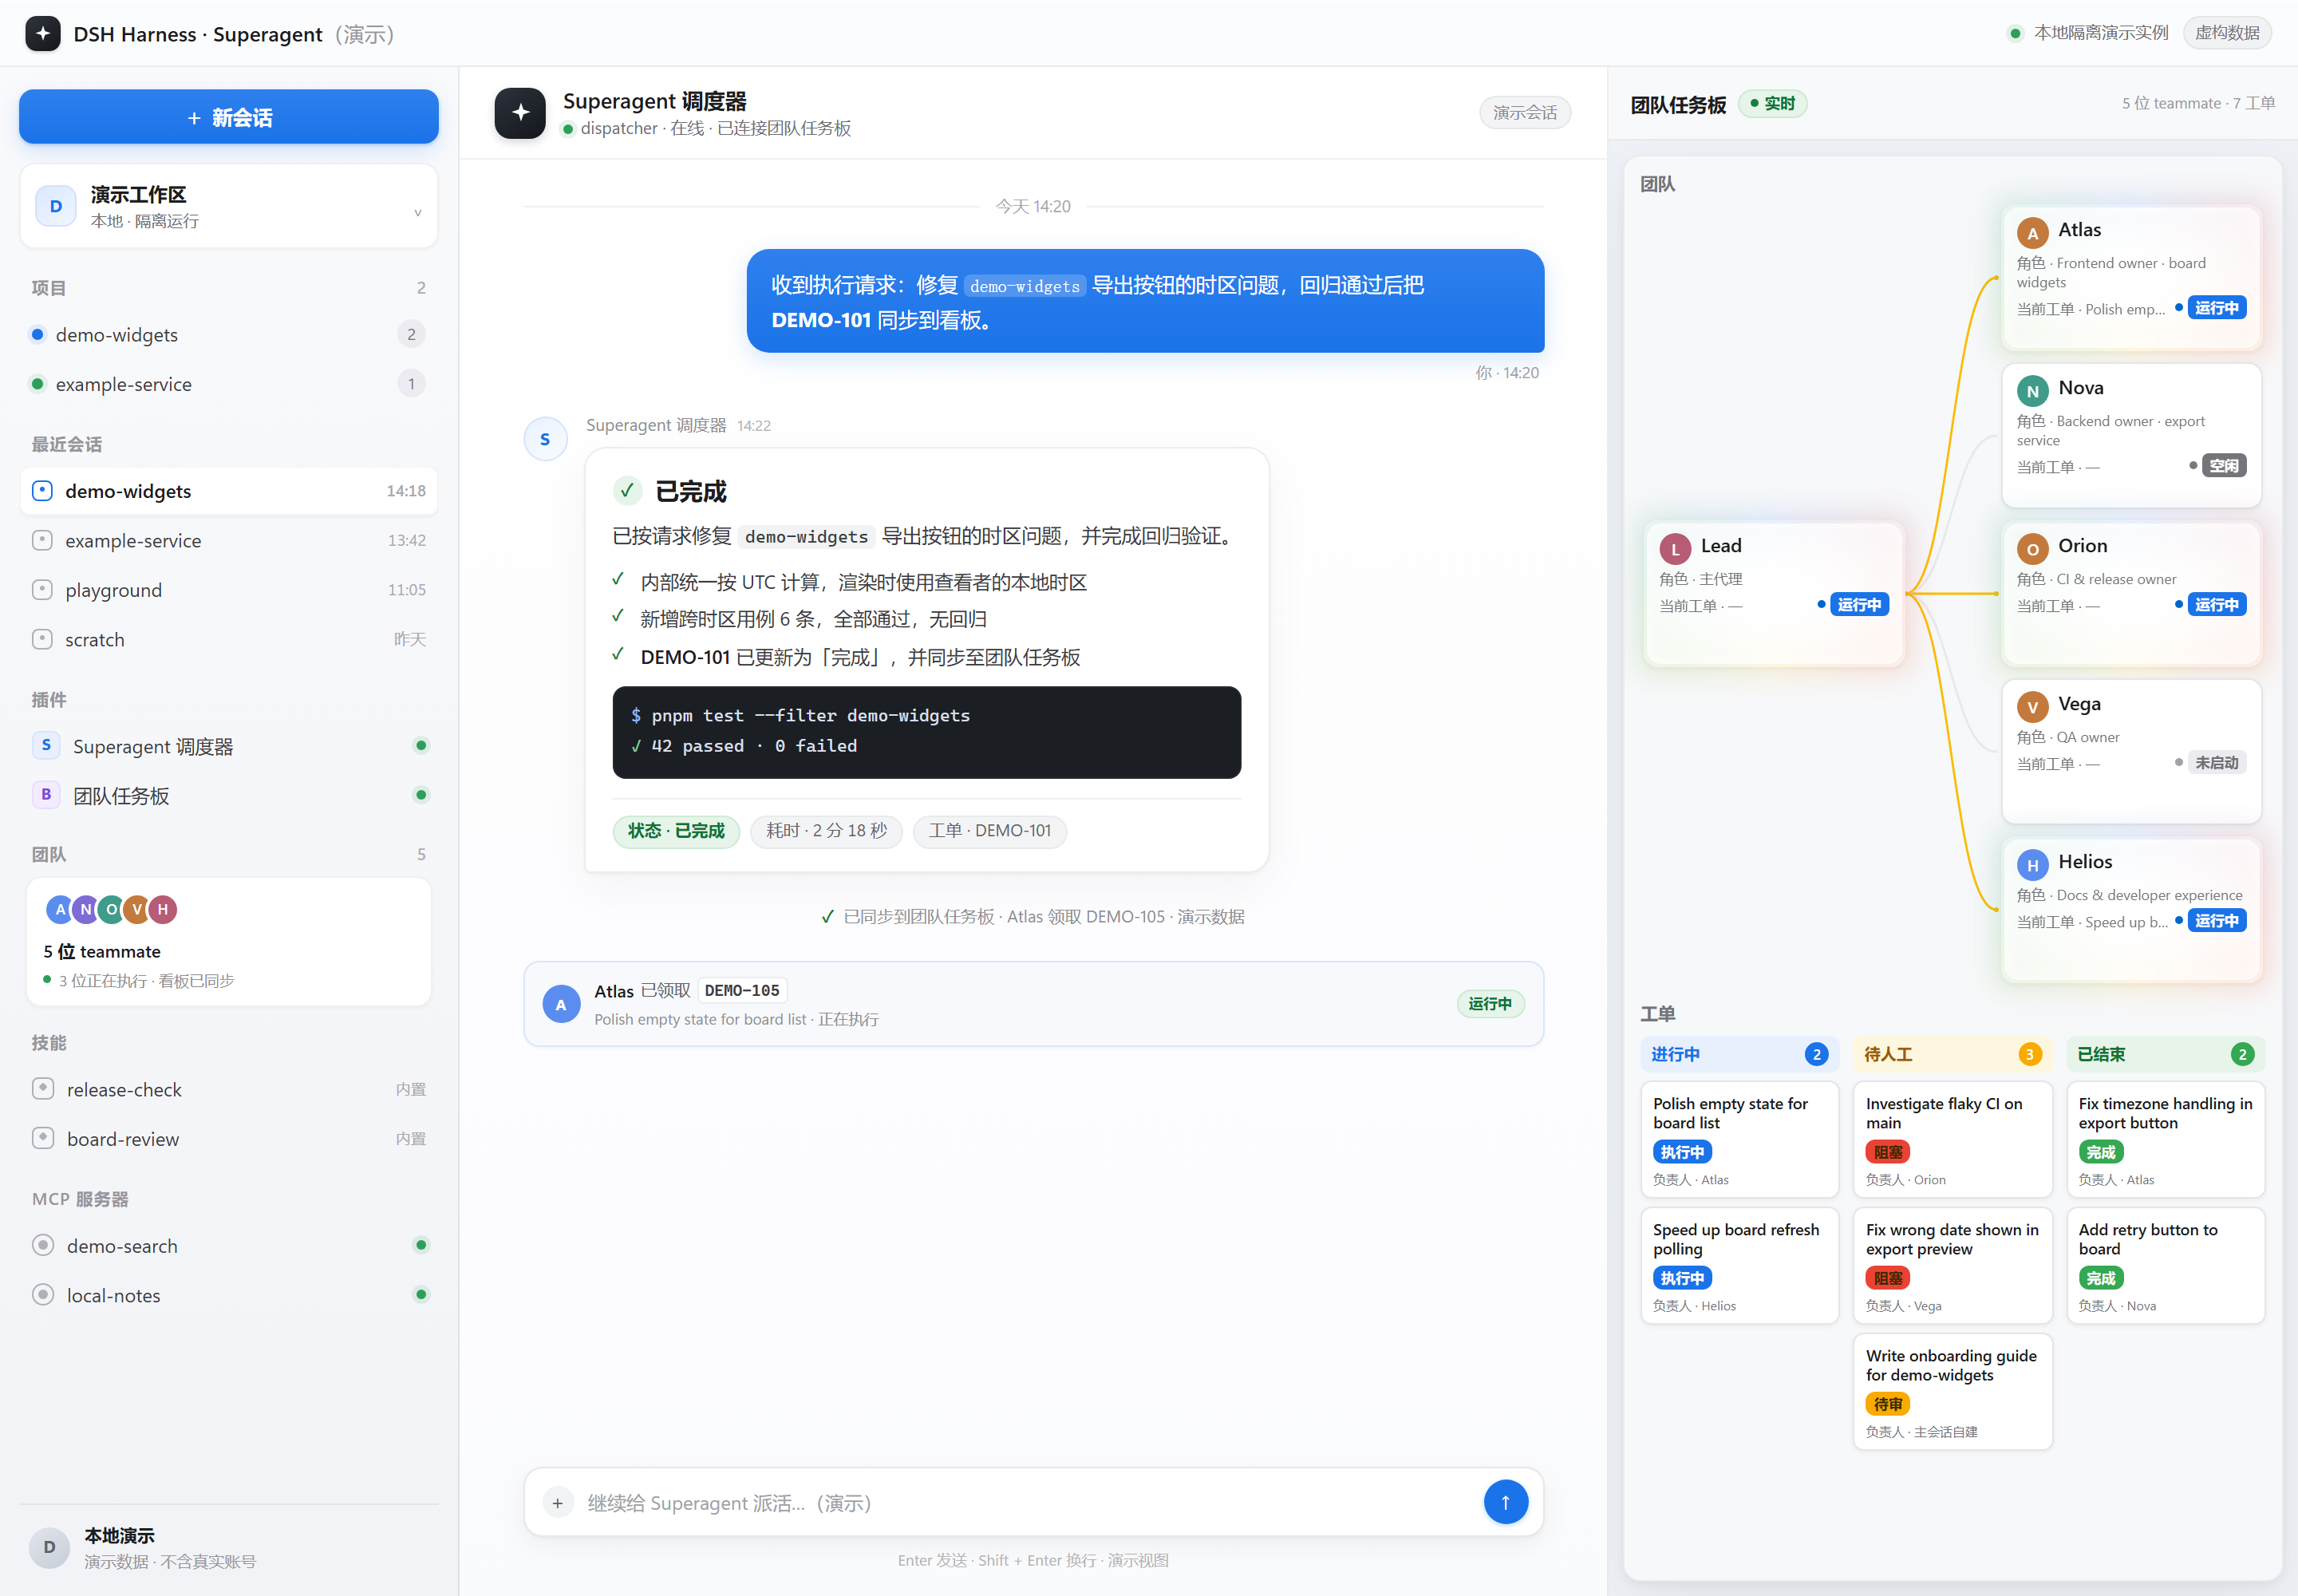 DSH Harness · Superagent（演示）
本地隔离演示实例
虚构数据
+ 新会话
D
演示工作区
本地 · 隔离运行
项目 2
demo-widgets 2
example-service 1
最近会话
demo-widgets 14:18
example-service 13:42
playground 11:05
scratch 昨天
插件
S Superagent 调度器
B 团队任务板
团队 5
A N O V H
5 位 teammate
3 位正在执行 · 看板已同步
技能
release-check 内置
board-review 内置
MCP 服务器
demo-search
local-notes
D
本地演示
演示数据 · 不含真实账号
Superagent 调度器
dispatcher · 在线 · 已连接团队任务板
演示会话
今天 14:20
收到执行请求：修复 demo-widgets 导出按钮的时区问题，回归通过后把
DEMO-101 同步到看板。
你 · 14:20
S
Superagent 调度器 14:22
✓ 已完成
已按请求修复 demo-widgets 导出按钮的时区问题，并完成回归验证。
✓ 内部统一按 UTC 计算，渲染时使用查看者的本地时区
✓ 新增跨时区用例 6 条，全部通过，无回归
✓ DEMO-101 已更新为「完成」，并同步至团队任务板
$ pnpm test --filter demo-widgets
✓ 42 passed · 0 failed
状态 · 已完成
耗时 · 2 分 18 秒
工单 · DEMO-101
✓ 已同步到团队任务板 · Atlas 领取 DEMO-105 · 演示数据
A
Atlas 已领取 DEMO-105
Polish empty state for board list · 正在执行
运行中
+ 继续给 Superagent 派活...（演示） ↑
Enter 发送 · Shift + Enter 换行 · 演示视图
团队任务板
实时
5 位 teammate · 7 工单
团队
L Lead
角色 · 主代理
当前工单 · — 运行中
A Atlas
角色 · Frontend owner · board
widgets
当前工单 · Polish emp... 运行中
N Nova
角色 · Backend owner · export
service
当前工单 · — 空闲
O Orion
角色 · CI & release owner
当前工单 · — 运行中
V Vega
角色 · QA owner
当前工单 · — 未启动
H Helios
角色 · Docs & developer experience
当前工单 · Speed up b... 运行中
工单
进行中 2
Polish empty state for
board list
执行中
负责人 · Atlas
Speed up board refresh
polling
执行中
负责人 · Helios
待人工 3
Investigate flaky CI on
main
阻塞
负责人 · Orion
Fix wrong date shown in
export preview
阻塞
负责人 · Vega
Write onboarding guide
for demo-widgets
待审
负责人 · 主会话自建
已结束 2
Fix timezone handling in
export button
完成
负责人 · Atlas
Add retry button to
board
完成
负责人 · Nova